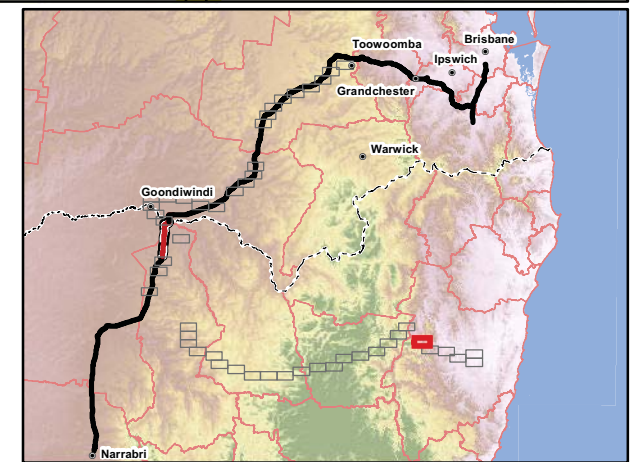 Brisbane
Toowoomba
Ipswich
Grandchester
Warwick
Goondiwindi
Narrabri